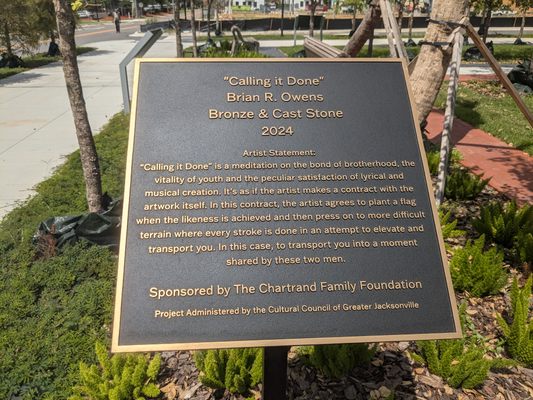 "Calling it Done"
Brian R. Owens
Bronze & Cast Stone
2024
Artist Statement:
"Calling it Done" is a meditation on the bond of brotherhood, the
vitality of youth and the peculiar satisfaction of lyrical and
musical creation. It's as if the artist makes a contract with the
artwork itself. In this contract, the artist agrees to plant a flag
when the likeness is achieved and then press on to more difficult
terrain where every stroke is done in an attempt to elevate and
transport you. In this case, to transport you into a moment
shared by these two men.
Sponsored by The Chartrand Family Foundation
Project Administered by the Cultural Council of Greater Jacksonville